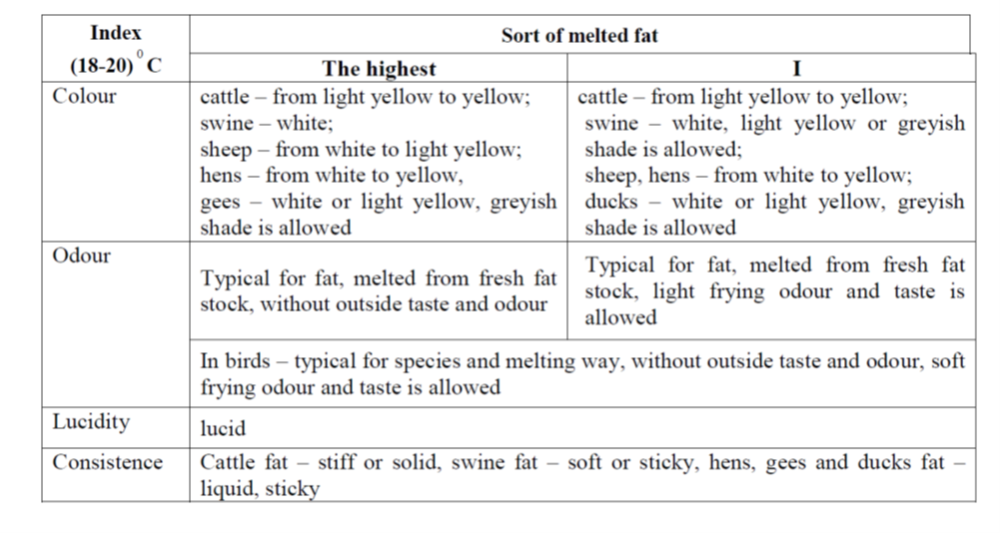 Index
(18-20) ⁰ C
Sort of melted fat
The highest
I
Colour
cattle – from light yellow to yellow;
swine – white;
sheep – from white to light yellow;
hens – from white to yellow,
gees – white or light yellow, greyish
shade is allowed
cattle – from light yellow to yellow;
swine – white, light yellow or greyish
shade is allowed;
sheep, hens – from white to yellow;
ducks – white or light yellow, greyish
shade is allowed
Odour
Typical for fat, melted from fresh fat
stock, without outside taste and odour
Typical for fat, melted from fresh fat
stock, light frying odour and taste is
allowed
In birds – typical for species and melting way, without outside taste and odour, soft
frying odour and taste is allowed
Lucidity
lucid
Consistence
Cattle fat – stiff or solid, swine fat – soft or sticky, hens, gees and ducks fat –
liquid, sticky